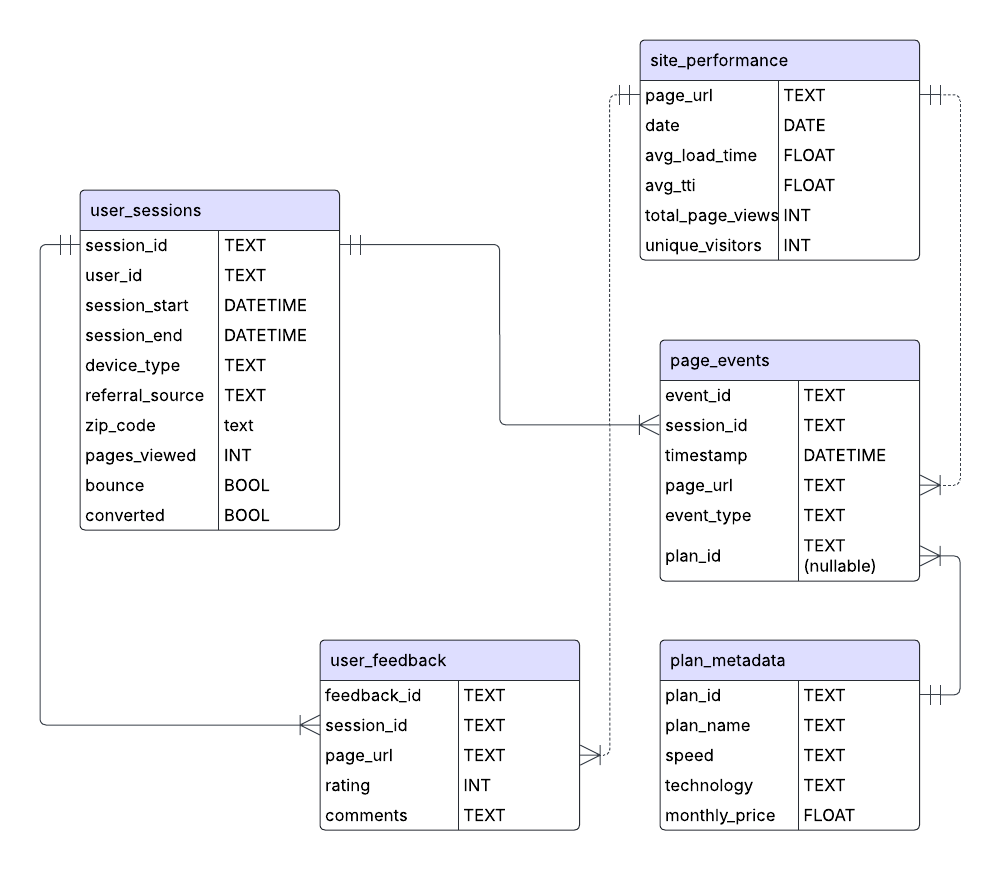 site_performance
page_url TEXT
date DATE
avg_load_time FLOAT
avg_tti FLOAT
total_page_views INT
unique_visitors INT
user_sessions
session_id TEXT
user_id TEXT
session_start DATETIME
session_end DATETIME
device_type TEXT
referral_source TEXT
zip_code text
pages_viewed INT
bounce BOOL
converted BOOL
page_events
event_id TEXT
session_id TEXT
timestamp DATETIME
page_url TEXT
event_type TEXT
plan_id TEXT
(nullable)
user_feedback
feedback_id TEXT
session_id TEXT
page_url TEXT
rating INT
comments TEXT
plan_metadata
plan_id TEXT
plan_name TEXT
speed TEXT
technology TEXT
monthly_price FLOAT